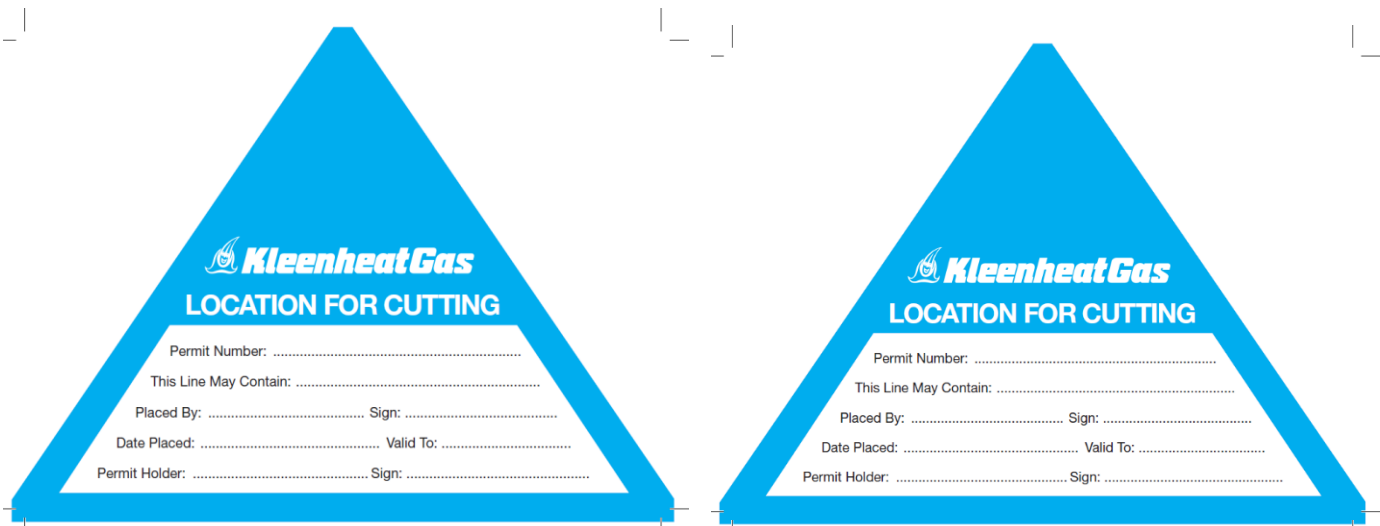 KleenheatGas
LOCATION FOR CUTTING
Permit Number: ................................................................
This Line May Contain: ...............................................................
Placed By: ........................................ Sign: .......................................
Date Placed: .............................................. Valid To: .................................
Permit Holder: ............................................. Sign: ...............................................
KleenheatGas
LOCATION FOR CUTTING
Permit Number: ................................................................
This Line May Contain: ...............................................................
Placed By: ........................................ Sign: .......................................
Date Placed: .............................................. Valid To: .................................
Permit Holder: ............................................. Sign: ...............................................